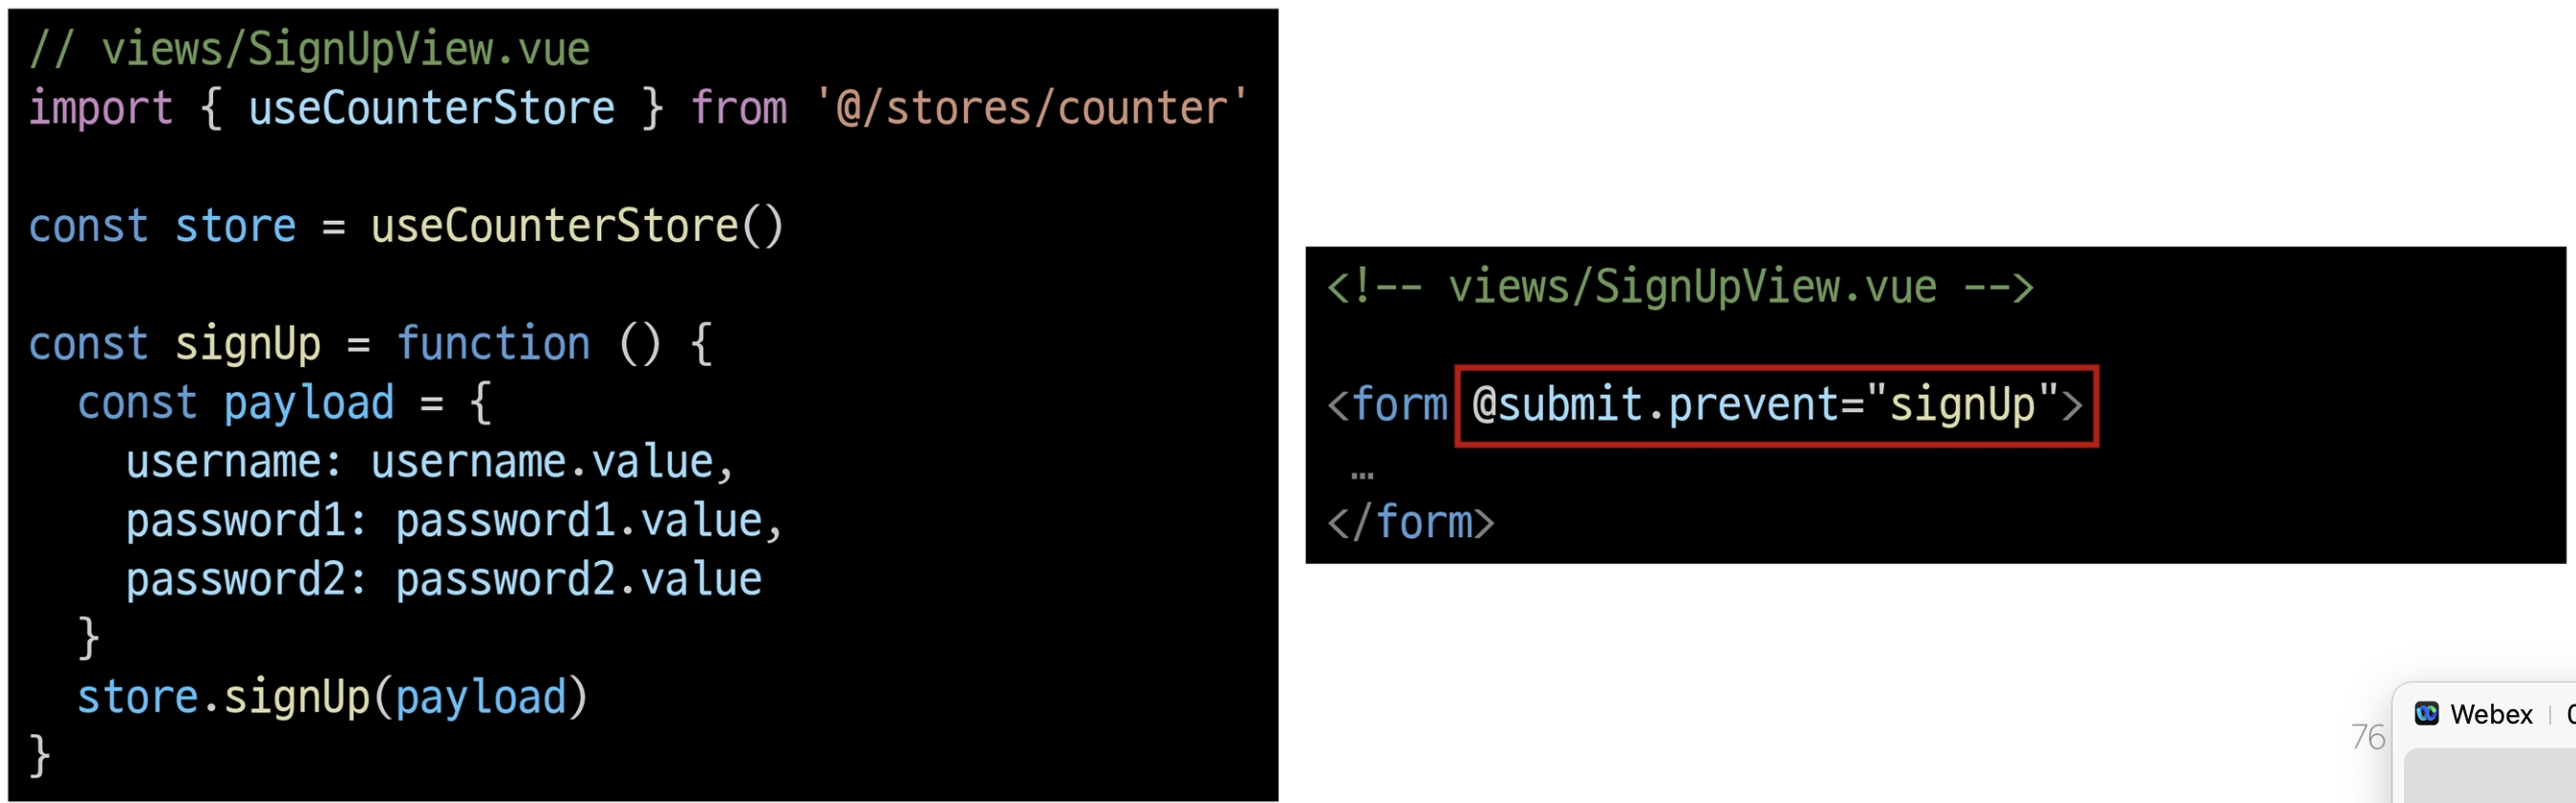 // views/SignUpView.vue
import { useCounterStore } from '@/stores/counter'
const store = useCounterStore()
const signUp = function () {
  const payload = {
    username: username.value,
    password1: password1.value,
    password2: password2.value
  }
  store.signUp(payload)
}
<!-- views/SignUpView.vue -->
<form @submit.prevent="signUp">
 …
</form>
76
Webex |